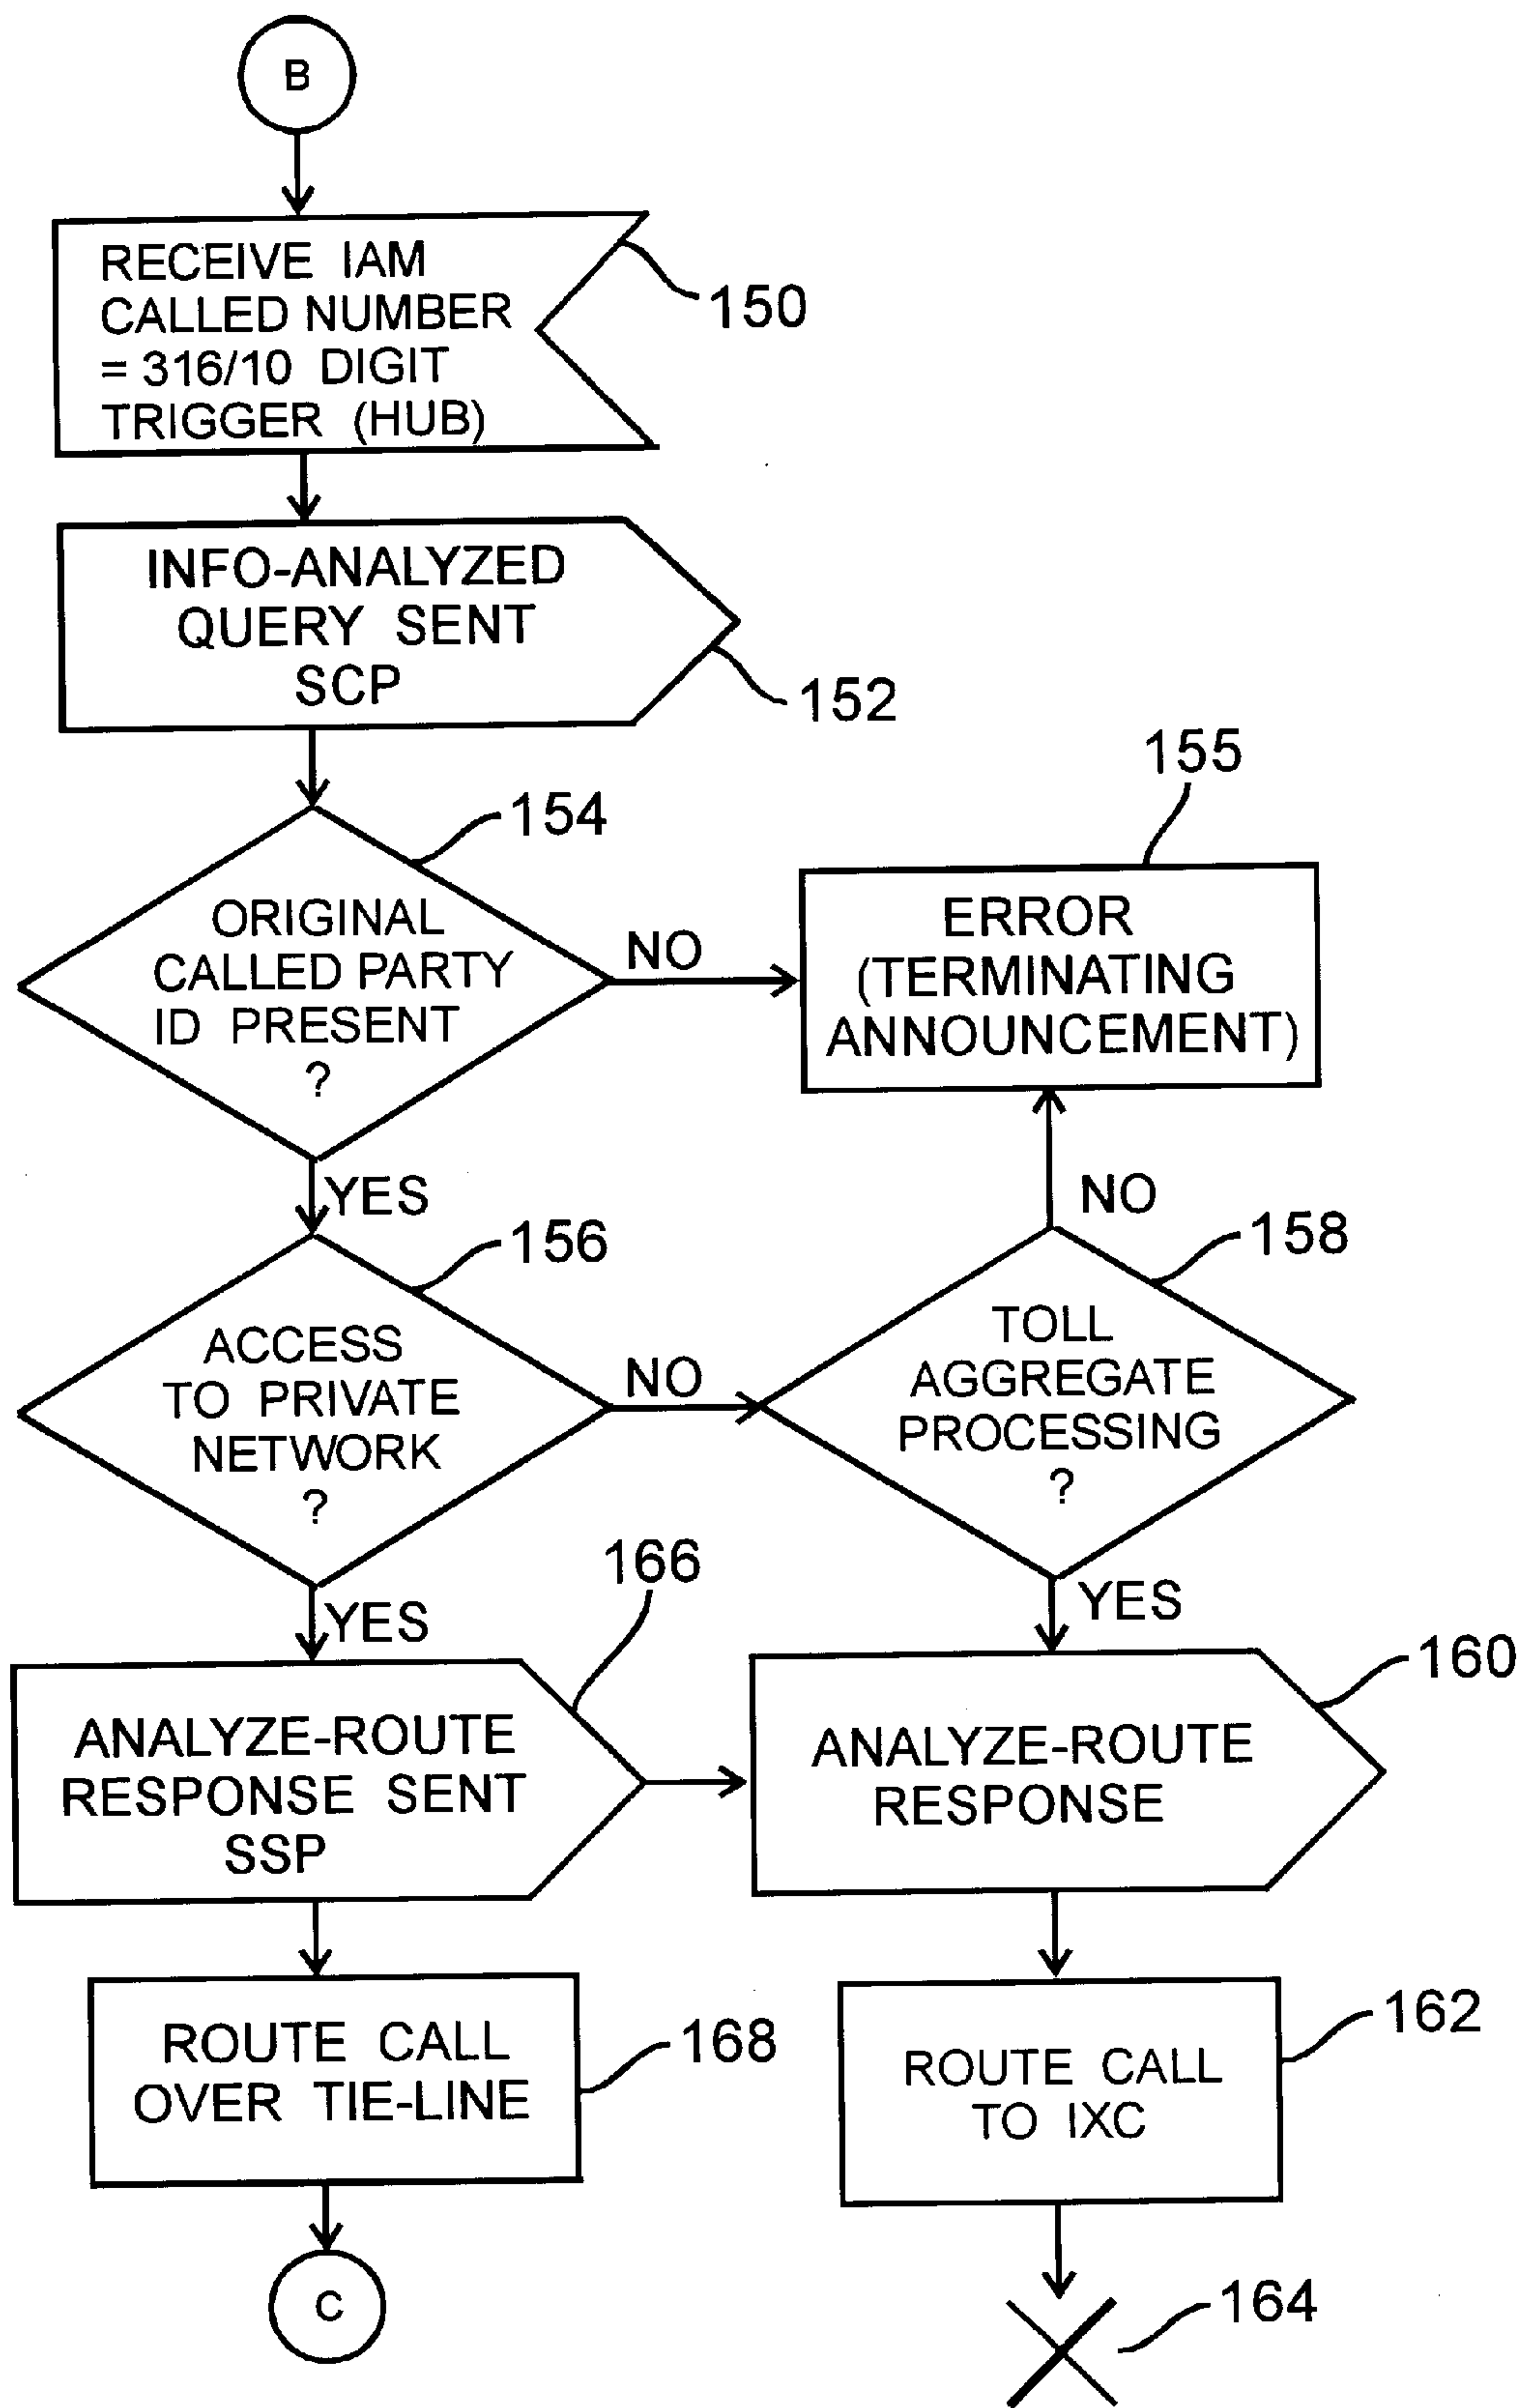 B
RECEIVE IAM
CALLED NUMBER
= 316/10 DIGIT
TRIGGER (HUB)
150
INFO-ANALYZED
QUERY SENT
SCP
152
154
ORIGINAL
CALLED PARTY
ID PRESENT
?
NO
155
ERROR
(TERMINATING
ANNOUNCEMENT)
YES
NO
156
ACCESS
TO PRIVATE
NETWORK
?
NO
158
TOLL
AGGREGATE
PROCESSING
?
YES
166
YES
ANALYZE-ROUTE
RESPONSE SENT
SSP
160
ANALYZE-ROUTE
RESPONSE
ROUTE CALL
OVER TIE-LINE
168
ROUTE CALL
TO IXC
162
C
164